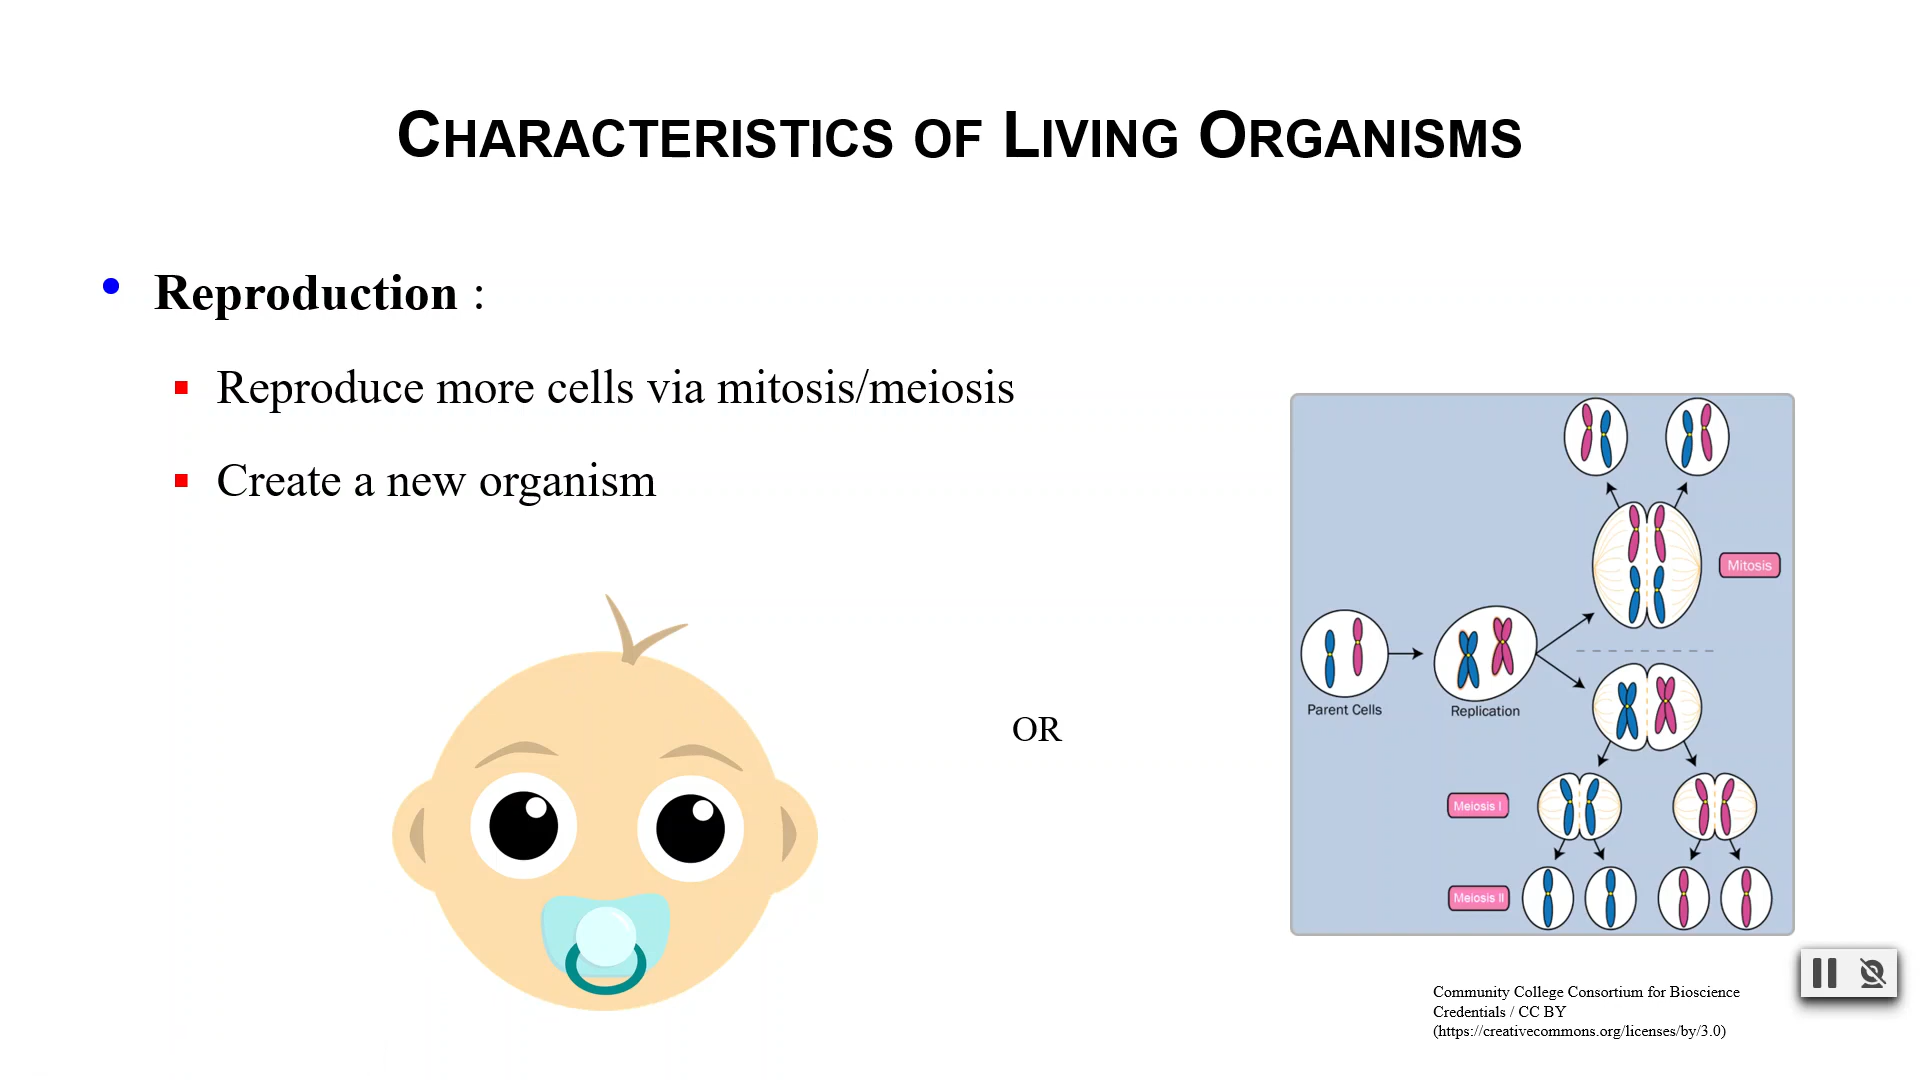 CHARACTERISTICS OF LIVING ORGANISMS
• Reproduction :
▪ Reproduce more cells via mitosis/meiosis
▪ Create a new organism
OR
Mitosis
Parent Cells
Replication
Meiosis I
Meiosis II
Community College Consortium for Bioscience
Credentials / CC BY
(https://creativecommons.org/licenses/by/3.0)